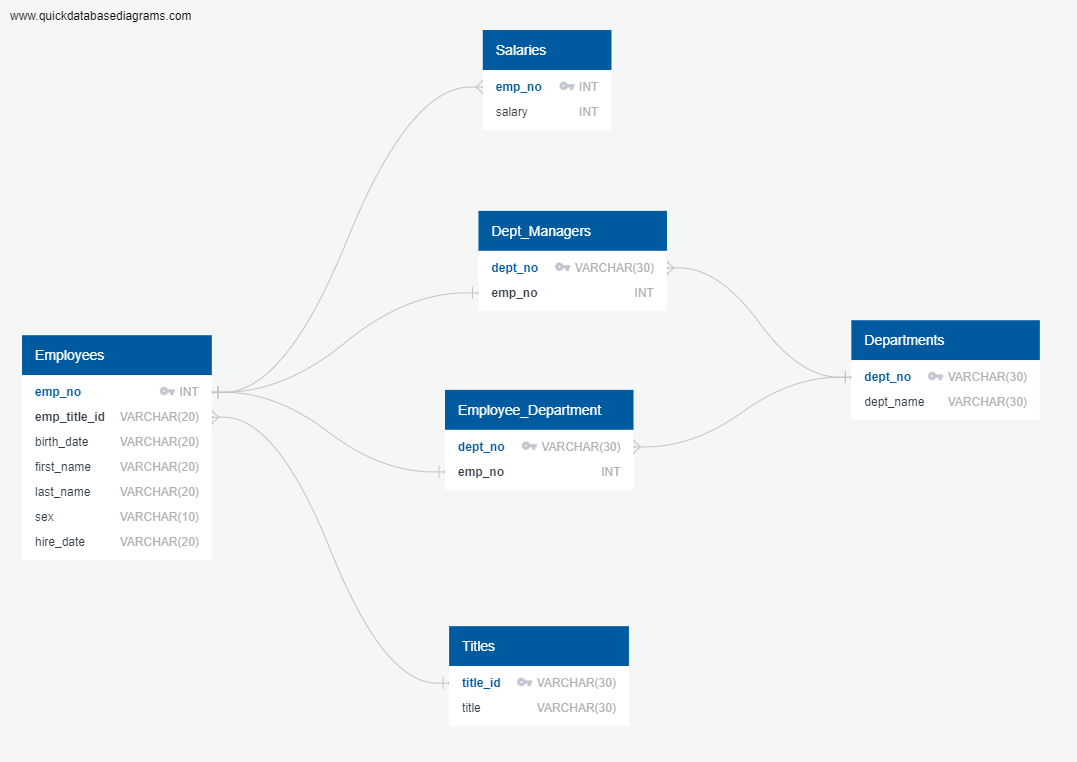 www.quickdatabasediagrams.com
Salaries
emp_no INT
salary INT
Dept_Managers
dept_no VARCHAR(30)
emp_no INT
Employees
emp_no INT
emp_title_id VARCHAR(20)
birth_date VARCHAR(20)
first_name VARCHAR(20)
last_name VARCHAR(20)
sex VARCHAR(10)
hire_date VARCHAR(20)
Employee_Department
dept_no VARCHAR(30)
emp_no INT
Departments
dept_no VARCHAR(30)
dept_name VARCHAR(30)
Titles
title_id VARCHAR(30)
title VARCHAR(30)